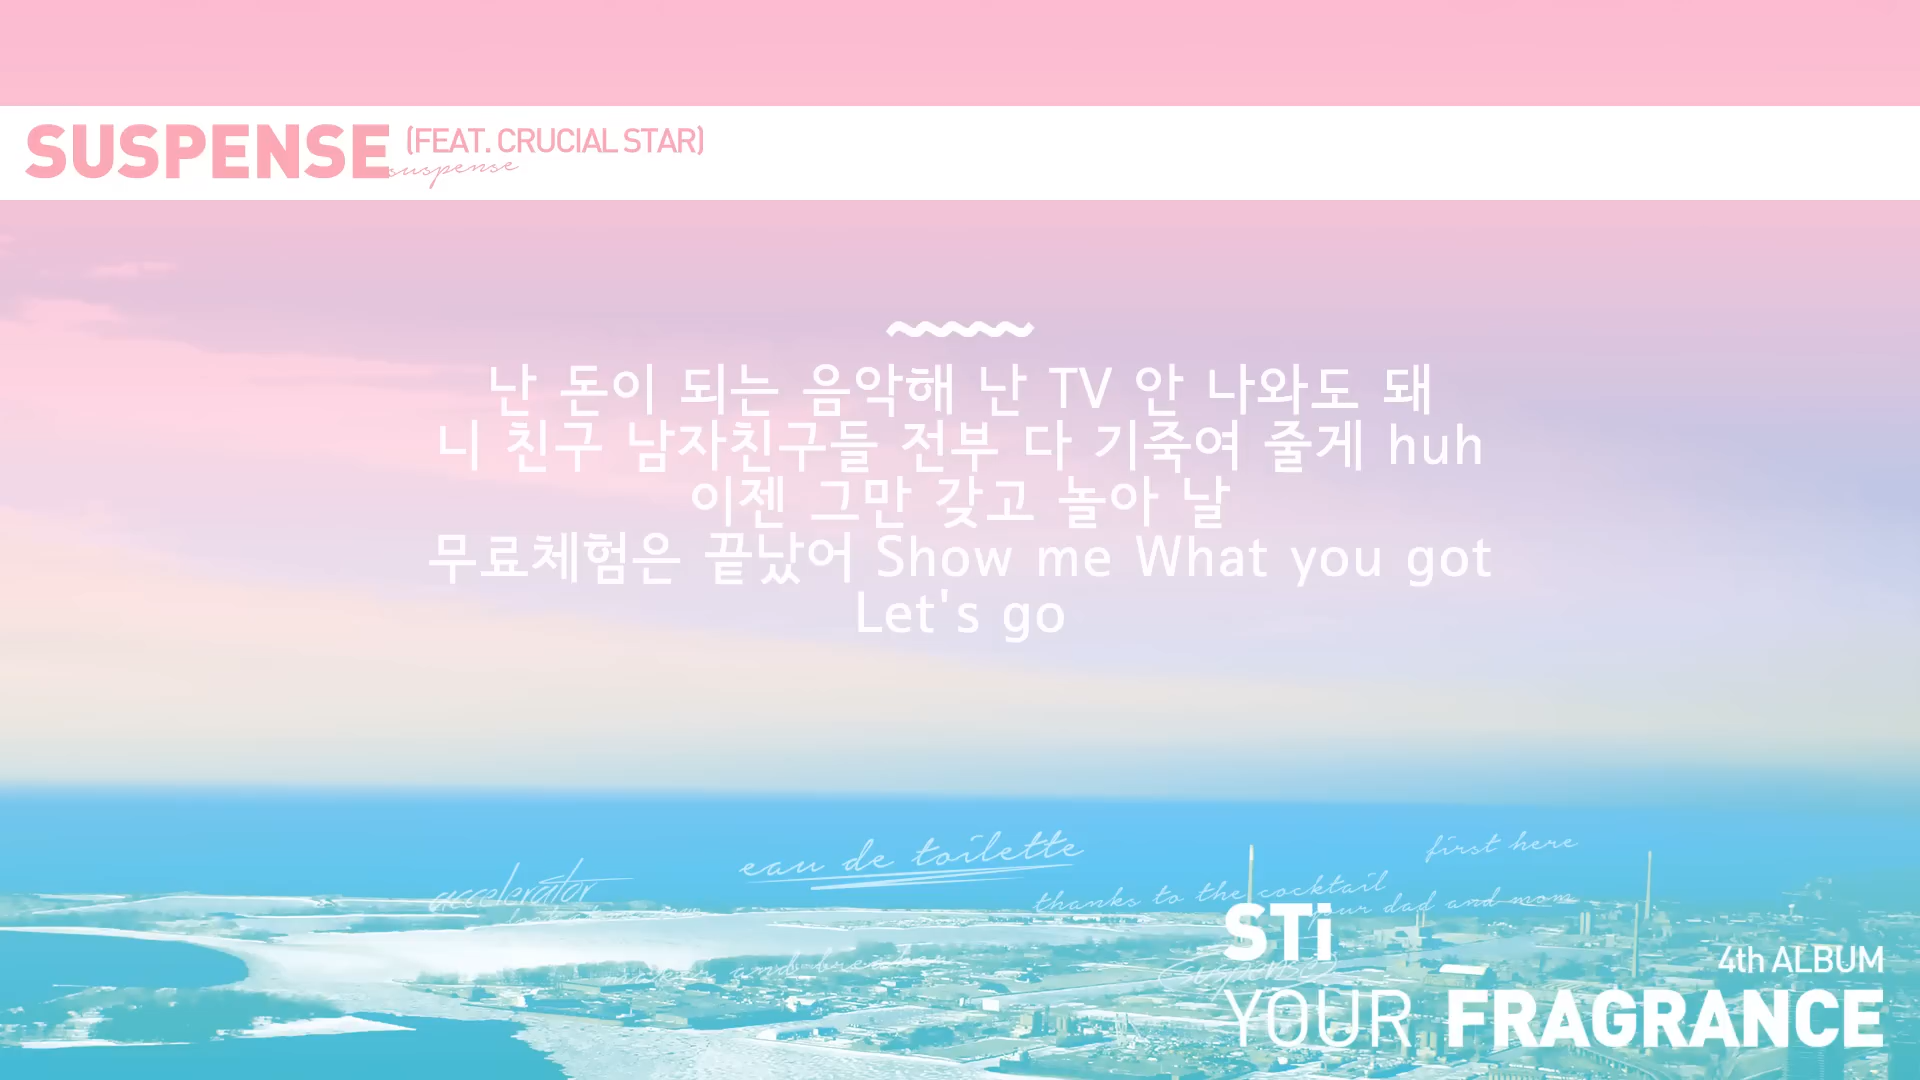 SUSPENSE (FEAT. CRUCIAL STAR)
suspense
난 돈이 되는 음악해 난 TV 안 나와도 돼
니 친구 남자친구들 전부 다 기죽여 줄게 huh
이젠 그만 갖고 놀아 날
무료체험은 끝났어 Show me What you got
Let's go
eau de toilette
first here
accelerator
thanks to the cocktail
your dad and mom
STi
Suspense
4th ALBUM
YOUR FRAGRANCE